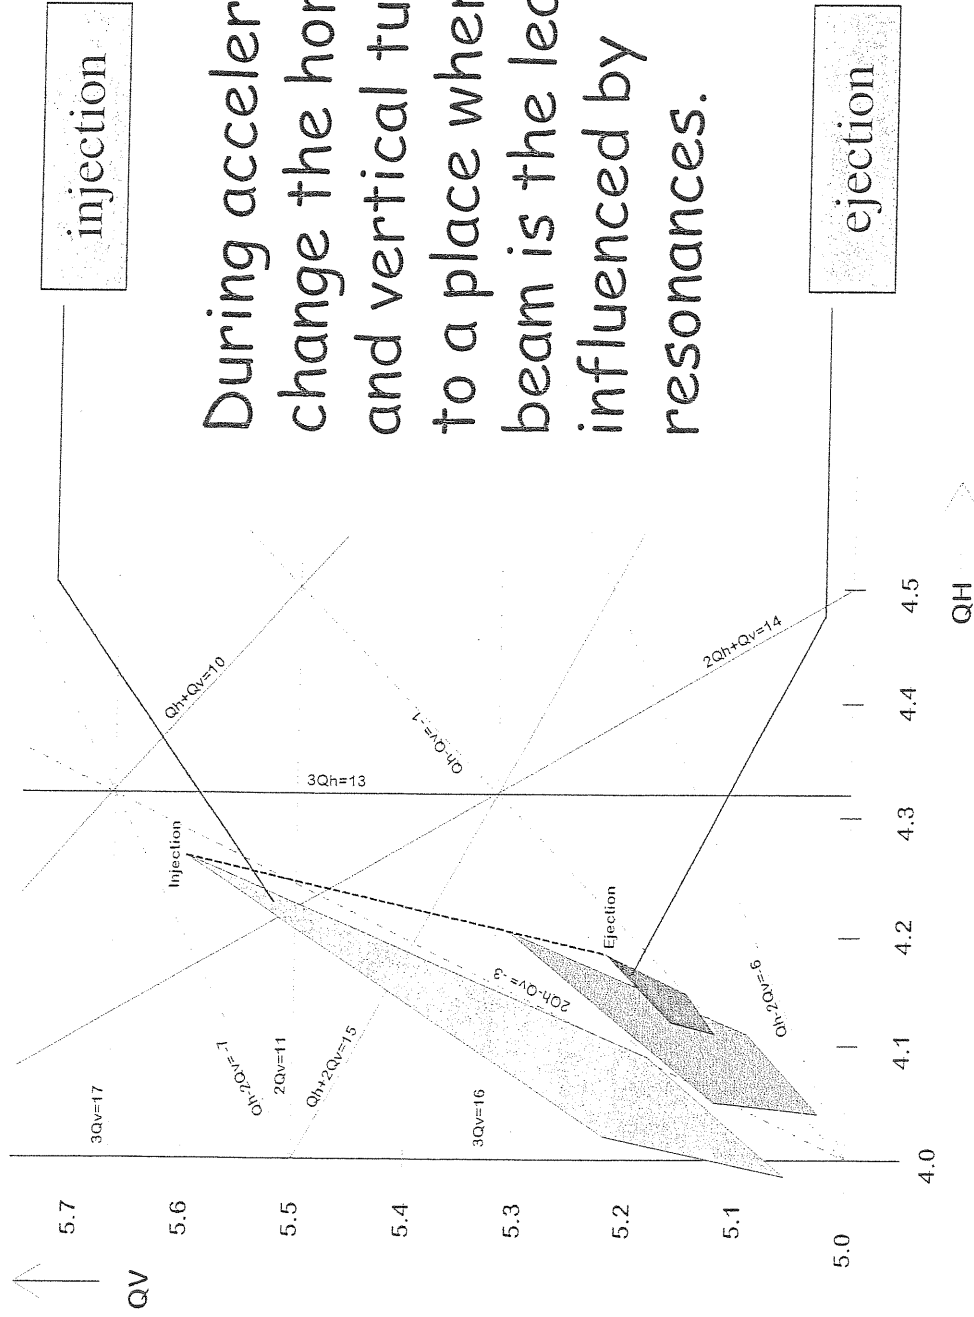 injection
During acceler
change the hor
and vertical tu
to a place wher
beam is the lea
influenced by
resonances.
ejection
QV
5.7
5.6
5.5
5.4
5.3
5.2
5.1
5.0
4.0
4.1
4.2
4.3
4.4
4.5
QH
3Qv=17
Qh-2Qv=-7
2Qv=11
Qh+2Qv=15
3Qv=16
2Qh-Qv=-3
Qh-2Qv=-6
Injection
Ejection
3Qh=13
Qh+Qv=10
Qh-Qv=-1
2Qh+Qv=14